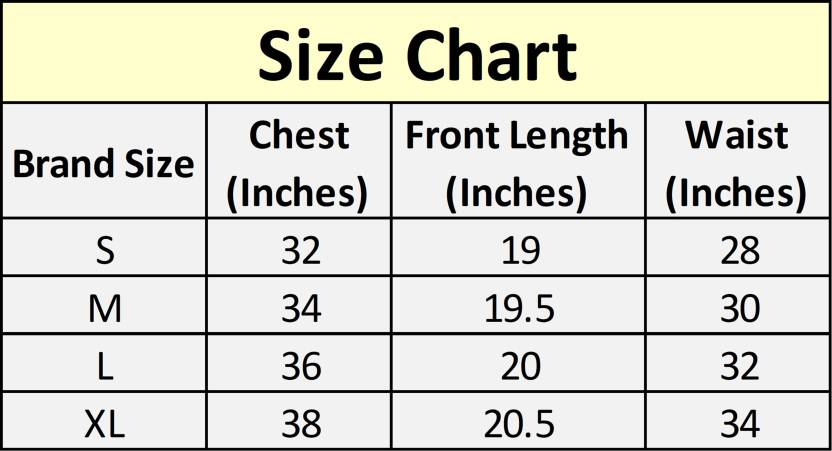 Size Chart
Brand Size Chest (Inches) Front Length (Inches) Waist (Inches)
S 32 19 28
M 34 19.5 30
L 36 20 32
XL 38 20.5 34